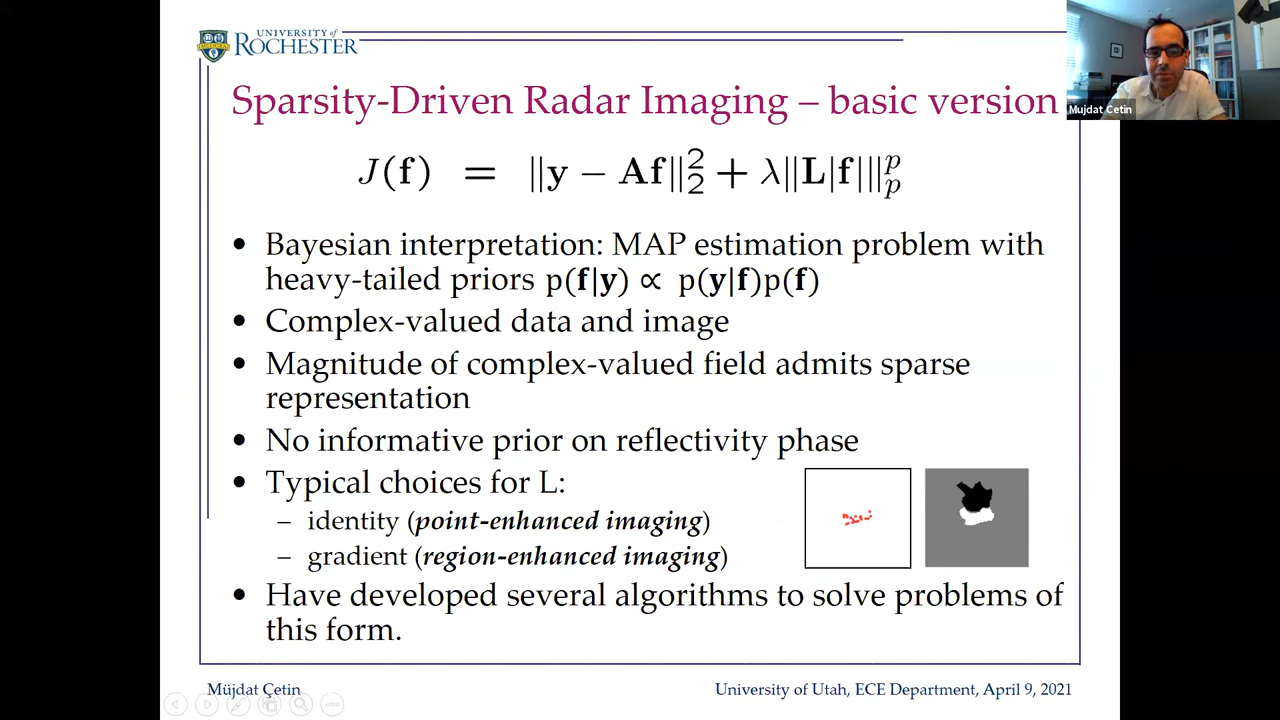 UNIVERSITY of
ROCHESTER
Sparsity-Driven Radar Imaging – basic version
Mujdat Cetin
J(f) = ‖y − Af‖₂² + λ‖L|f|‖ₚᵖ
• Bayesian interpretation: MAP estimation problem with
heavy-tailed priors p(f|y) ∝ p(y|f)p(f)
• Complex-valued data and image
• Magnitude of complex-valued field admits sparse
representation
• No informative prior on reflectivity phase
• Typical choices for L:
– identity (point-enhanced imaging)
– gradient (region-enhanced imaging)
• Have developed several algorithms to solve problems of
this form.
Müjdat Çetin
University of Utah, ECE Department, April 9, 2021